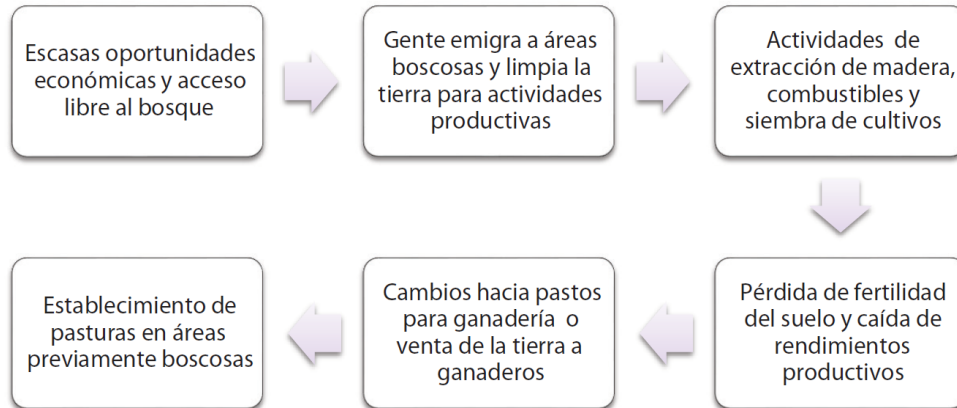 Escasas oportunidades
económicas y acceso
libre al bosque
Gente emigra a áreas
boscosas y limpia la
tierra para actividades
productivas
Actividades de
extracción de madera,
combustibles y
siembra de cultivos
Pérdida de fertilidad
del suelo y caída de
rendimientos
productivos
Cambios hacia pastos
para ganadería o
venta de la tierra a
ganaderos
Establecimiento de
pasturas en áreas
previamente boscosas